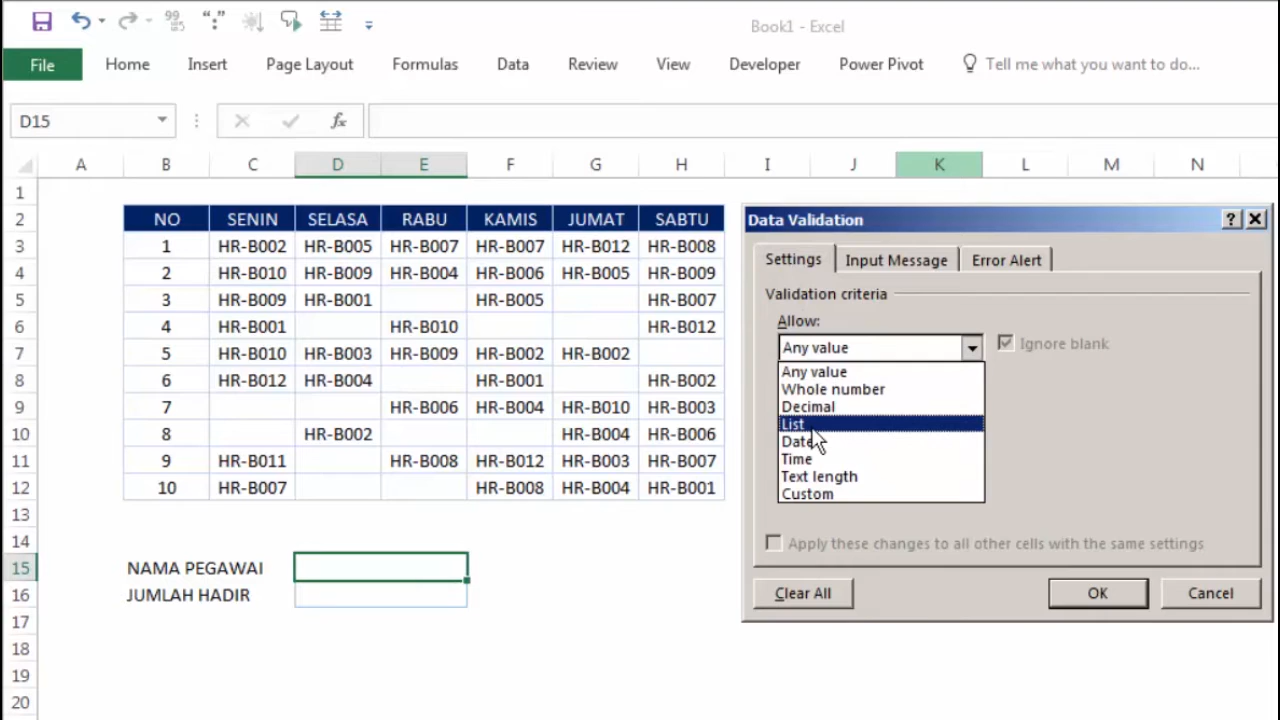 99
Book1 - Excel
File Home Insert Page Layout Formulas Data Review View Developer Power Pivot Tell me what you want to do...
D15 fx
A B C D E F G H I J K L M N
1
2 NO SENIN SELASA RABU KAMIS JUMAT SABTU
3 1 HR-B002 HR-B005 HR-B007 HR-B007 HR-B012 HR-B008
4 2 HR-B010 HR-B009 HR-B004 HR-B006 HR-B005 HR-B009
5 3 HR-B009 HR-B001 HR-B005 HR-B007
6 4 HR-B001 HR-B010 HR-B012
7 5 HR-B010 HR-B003 HR-B009 HR-B002 HR-B002
8 6 HR-B012 HR-B004 HR-B001 HR-B002
9 7 HR-B006 HR-B004 HR-B010 HR-B003
10 8 HR-B002 HR-B004 HR-B006
11 9 HR-B011 HR-B008 HR-B012 HR-B003 HR-B007
12 10 HR-B007 HR-B008 HR-B004 HR-B001
13
14
15 NAMA PEGAWAI
16 JUMLAH HADIR
17
18
19
20
Data Validation ?
Settings Input Message Error Alert
Validation criteria
Allow:
Any value Ignore blank
Any value
Whole number
Decimal
List
Date
Time
Text length
Custom
Apply these changes to all other cells with the same settings
Clear All OK Cancel